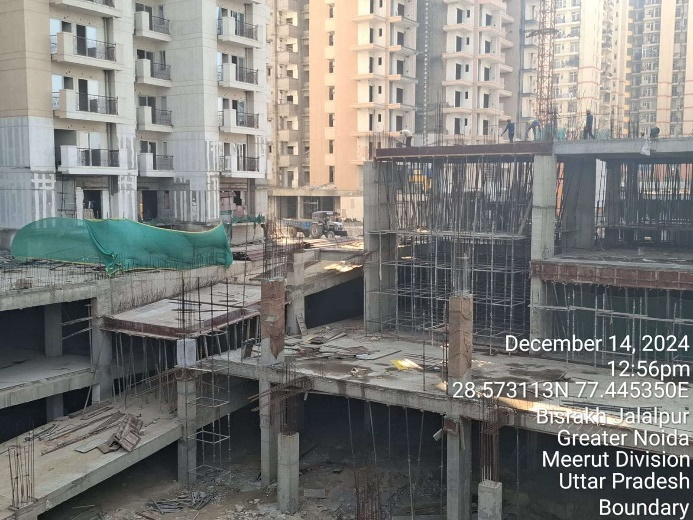 December 14, 2024
12:56pm
28.573113N 77.445350E
Bisrakh Jalalpur
Greater Noida
Meerut Division
Uttar Pradesh
Boundary